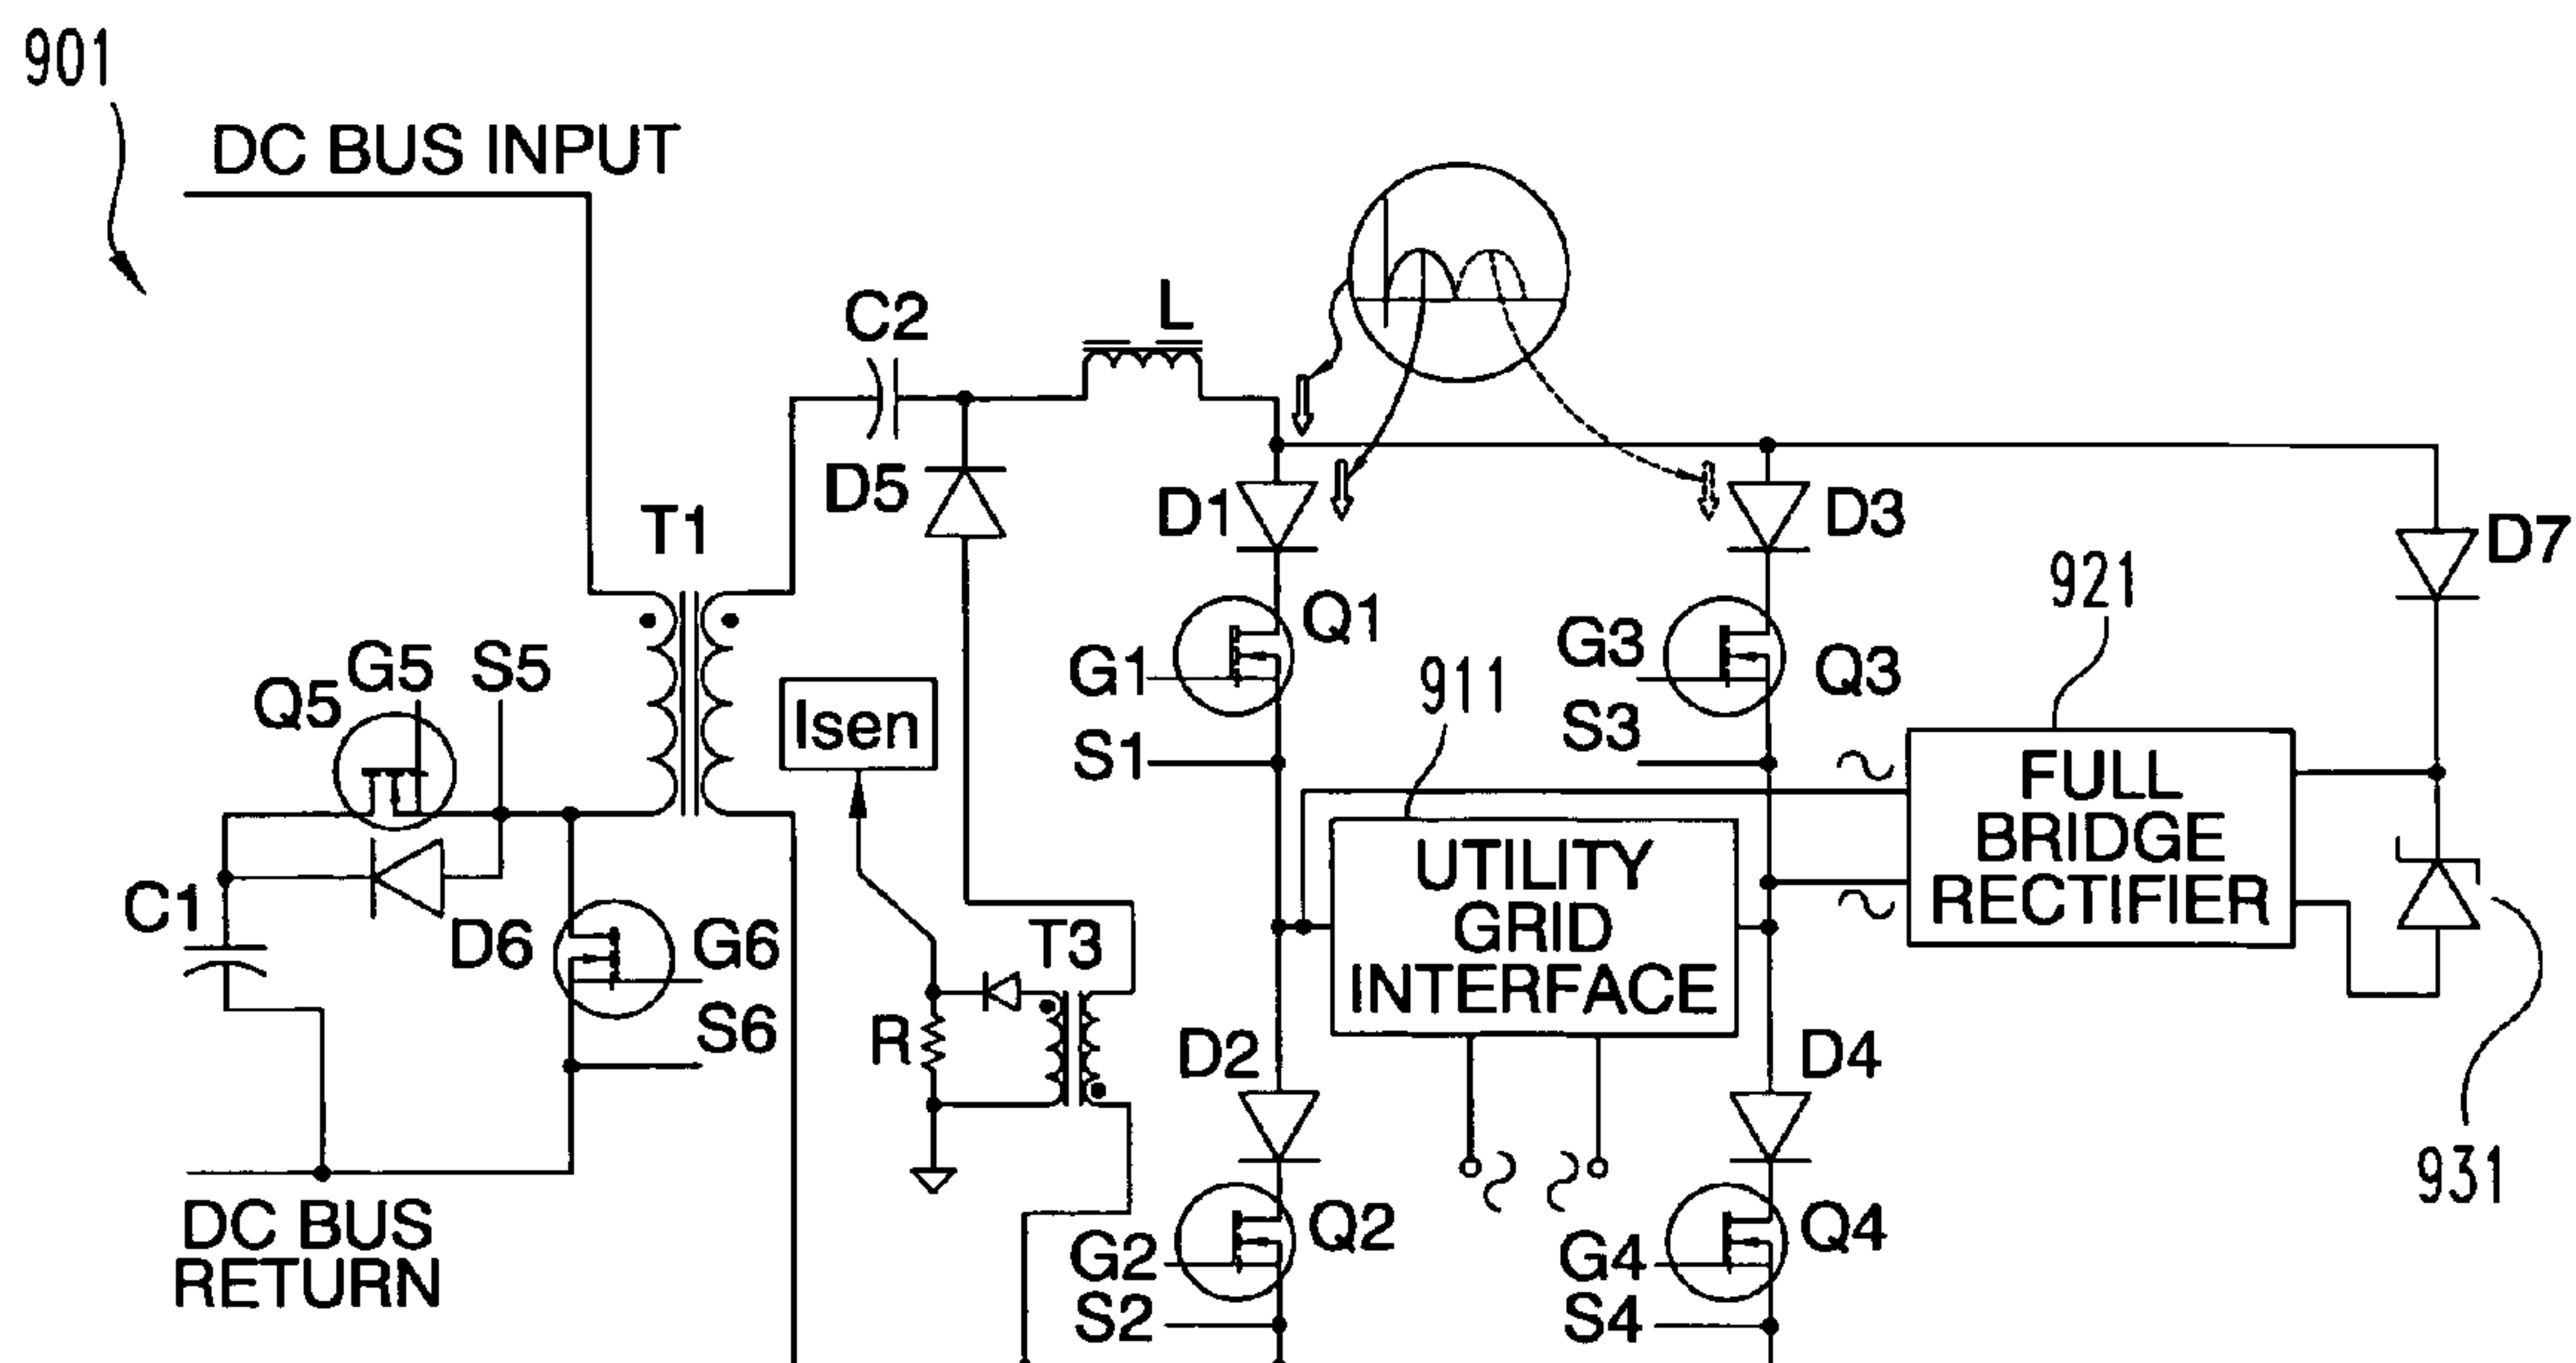 901
DC BUS INPUT
C2
L
D5
D1
D3
D7
T1
921
Q1
G1
G3
Q3
G5
S5
Q5
911
Isen
S1
S3
FULL
BRIDGE
RECTIFIER
UTILITY
GRID
INTERFACE
C1
D6
G6
T3
S6
R
D2
D4
931
DC BUS
RETURN
G2
Q2
G4
Q4
S2
S4